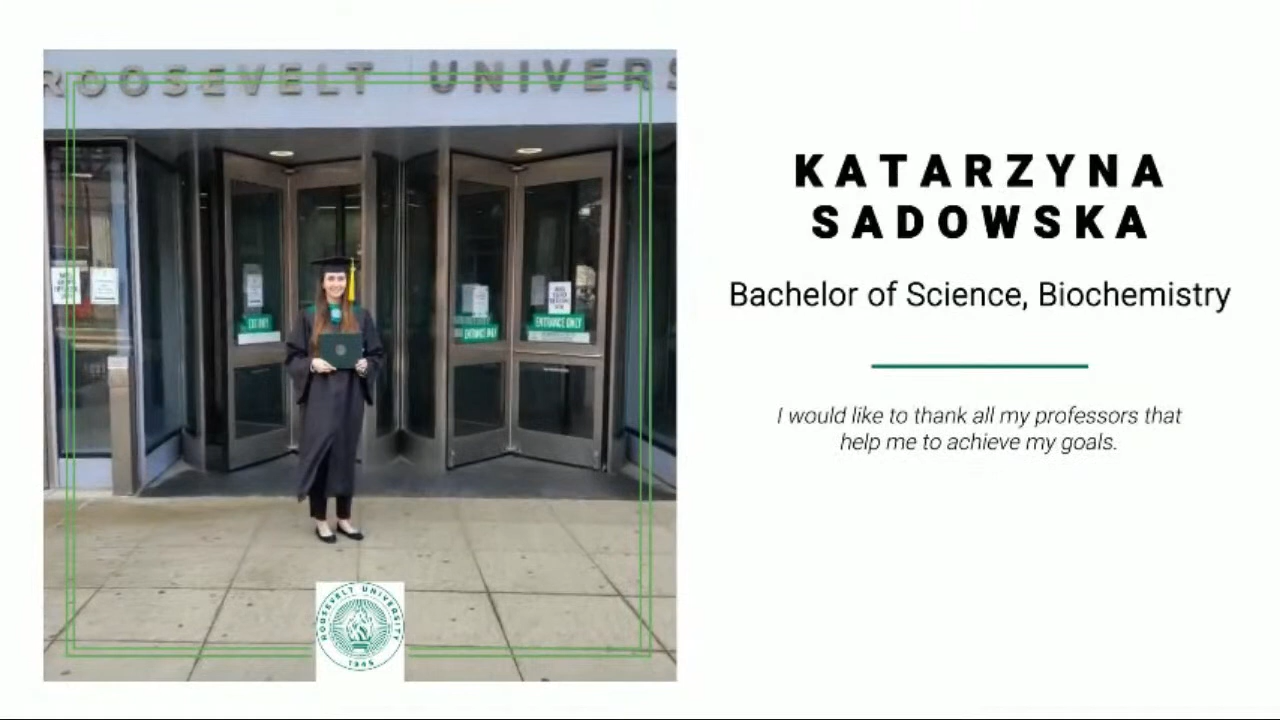 ROOSEVELT UNIVERS
KATARZYNA
SADOWSKA
Bachelor of Science, Biochemistry
I would like to thank all my professors that
help me to achieve my goals.
ENTRANCE ONLY
ENTRANCE ONLY
ROOSEVELT UNIVERSITY
1945